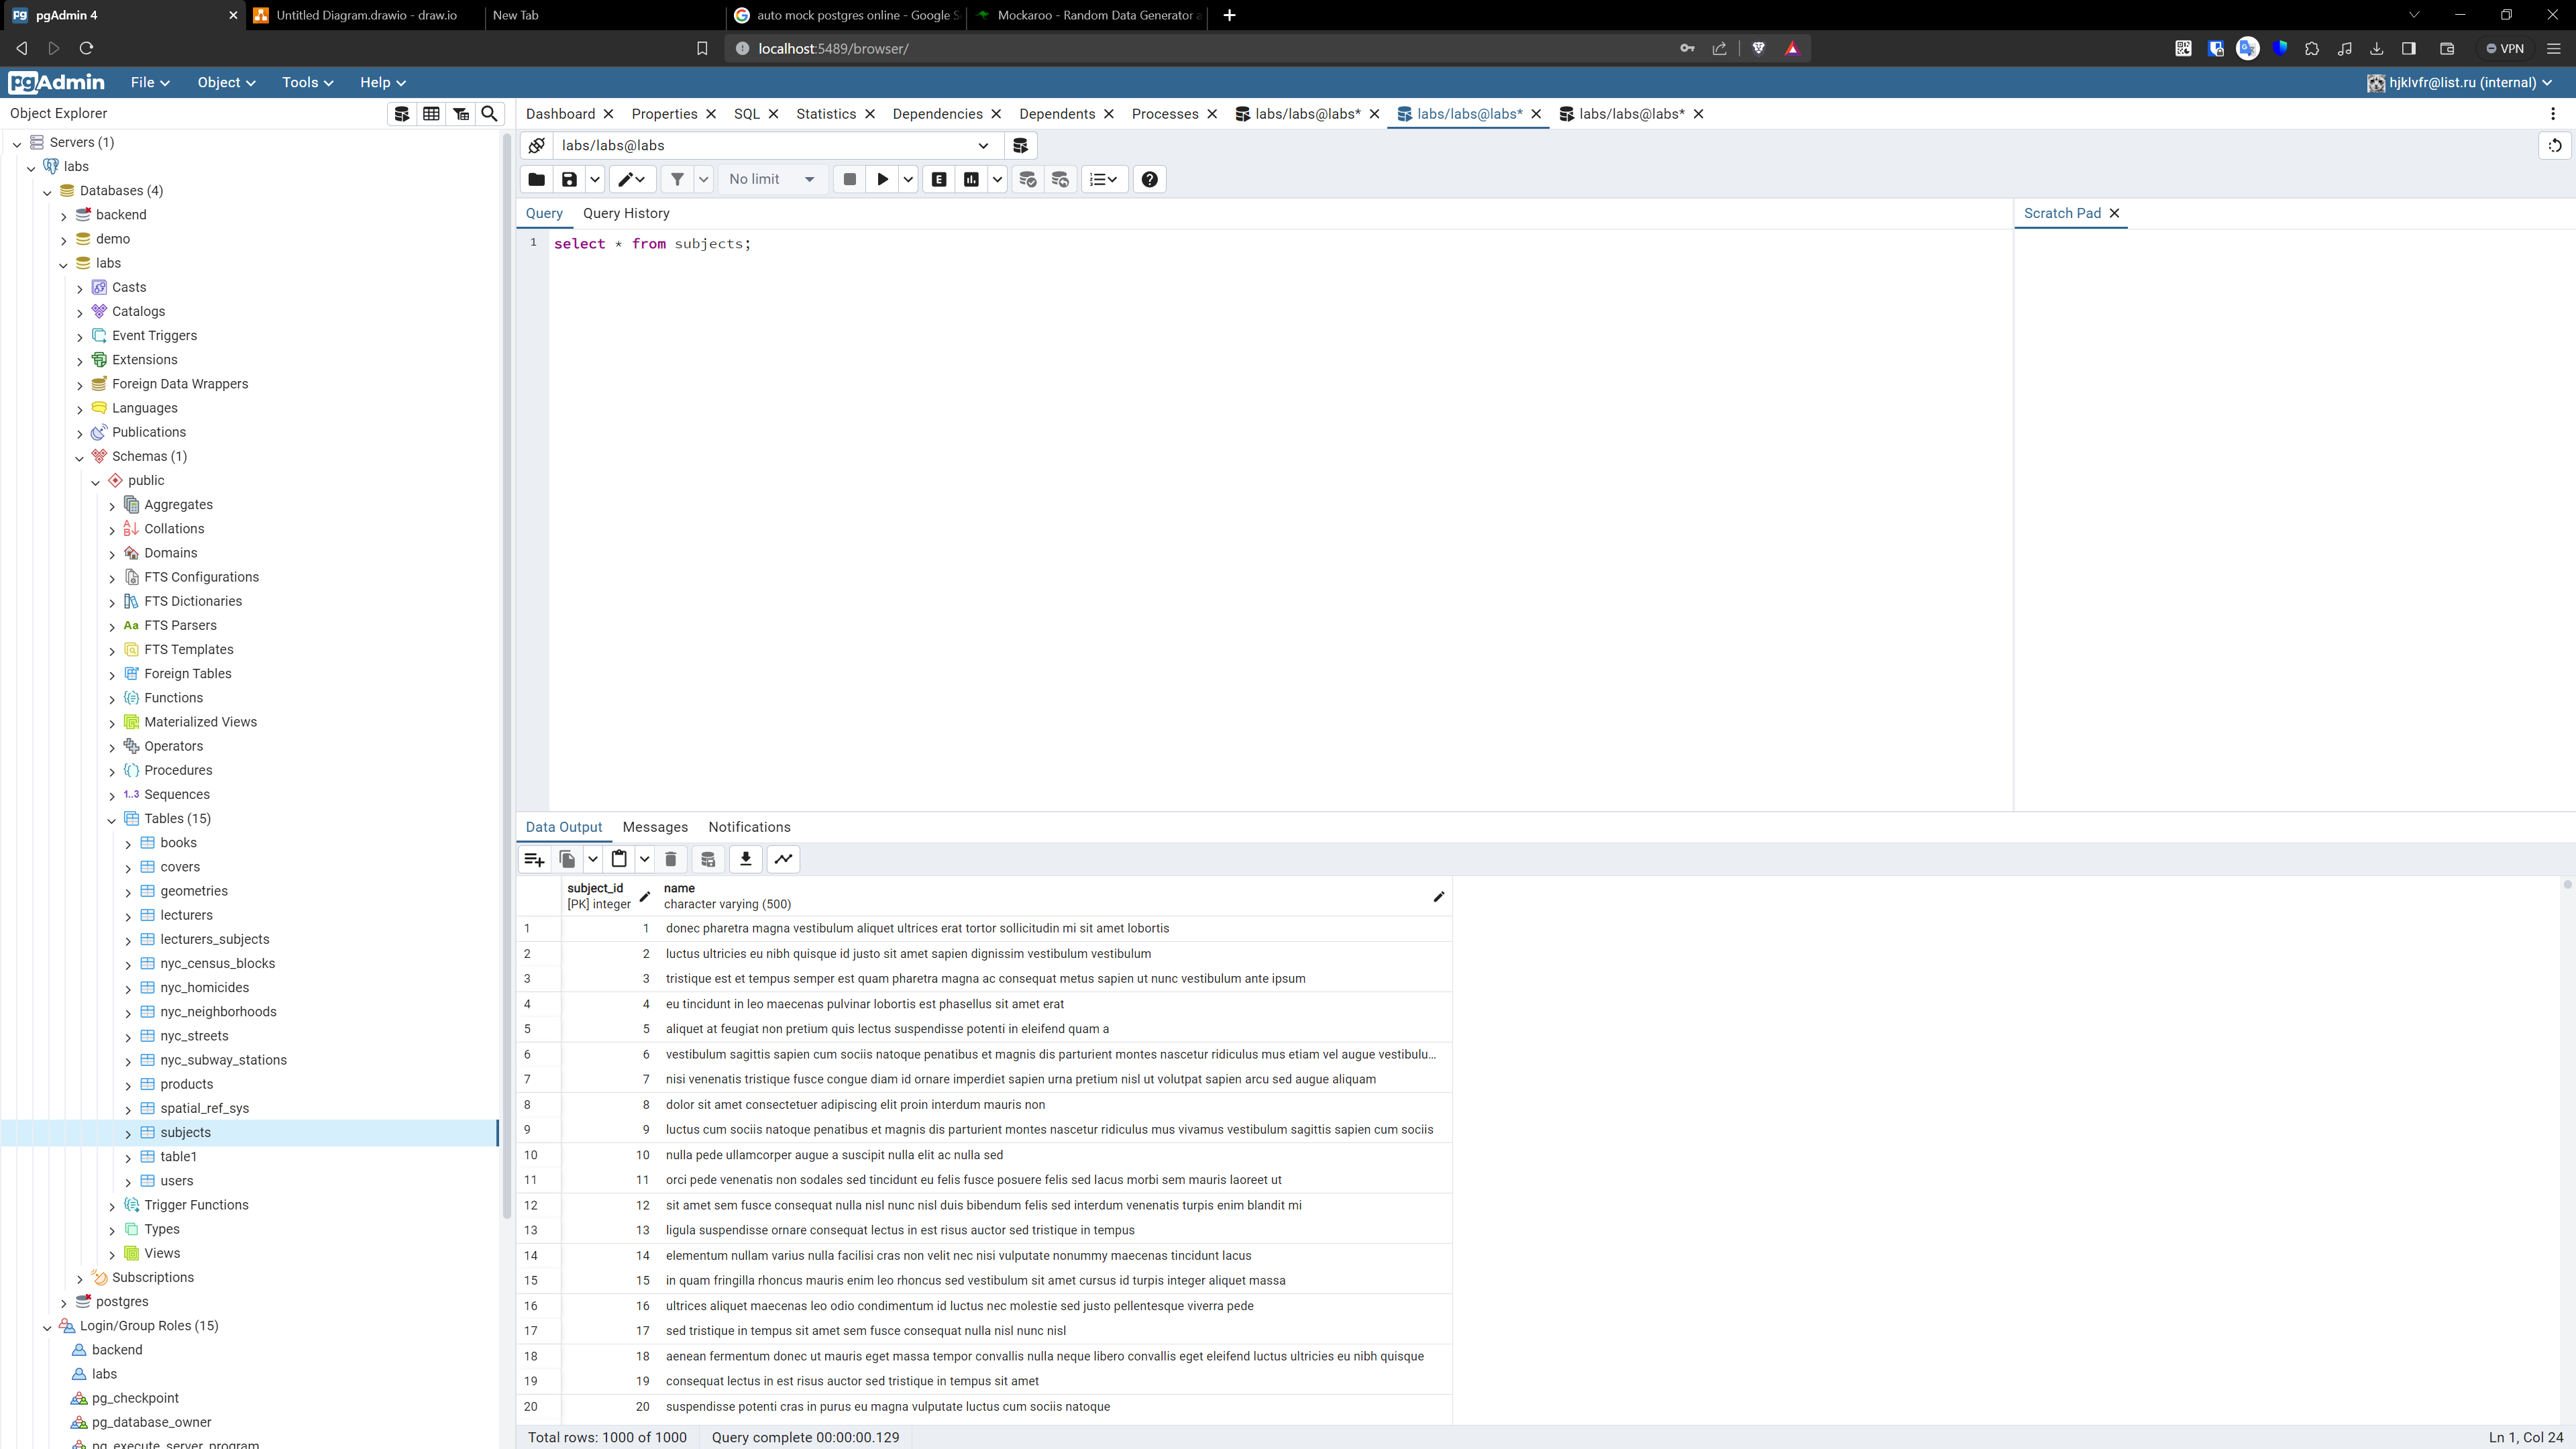 pgAdmin 4
Untitled Diagram.drawio - draw.io
New Tab
auto mock postgres online - Google S
Mockaroo - Random Data Generator a
localhost:5489/browser/
VPN
pgAdmin File Object Tools Help hjklvfr@list.ru (internal)
Object Explorer
Servers (1)
labs
Databases (4)
backend
demo
labs
Casts
Catalogs
Event Triggers
Extensions
Foreign Data Wrappers
Languages
Publications
Schemas (1)
public
Aggregates
Collations
Domains
FTS Configurations
FTS Dictionaries
Aa FTS Parsers
FTS Templates
Foreign Tables
Functions
Materialized Views
Operators
Procedures
1..3 Sequences
Tables (15)
books
covers
geometries
lecturers
lecturers_subjects
nyc_census_blocks
nyc_homicides
nyc_neighborhoods
nyc_streets
nyc_subway_stations
products
spatial_ref_sys
subjects
table1
users
Trigger Functions
Types
Views
Subscriptions
postgres
Login/Group Roles (15)
backend
labs
pg_checkpoint
pg_database_owner
pg_execute_server_program
Dashboard Properties SQL Statistics Dependencies Dependents Processes labs/labs@labs* labs/labs@labs* labs/labs@labs*
labs/labs@labs
No limit
Query Query History
Scratch Pad
1 select * from subjects;
Data Output Messages Notifications
subject_id [PK] integer
name character varying (500)
1 1 donec pharetra magna vestibulum aliquet ultrices erat tortor sollicitudin mi sit amet lobortis
2 2 luctus ultricies eu nibh quisque id justo sit amet sapien dignissim vestibulum vestibulum
3 3 tristique est et tempus semper est quam pharetra magna ac consequat metus sapien ut nunc vestibulum ante ipsum
4 4 eu tincidunt in leo maecenas pulvinar lobortis est phasellus sit amet erat
5 5 aliquet at feugiat non pretium quis lectus suspendisse potenti in eleifend quam a
6 6 vestibulum sagittis sapien cum sociis natoque penatibus et magnis dis parturient montes nascetur ridiculus mus etiam vel augue vestibulu...
7 7 nisi venenatis tristique fusce congue diam id ornare imperdiet sapien urna pretium nisl ut volutpat sapien arcu sed augue aliquam
8 8 dolor sit amet consectetuer adipiscing elit proin interdum mauris non
9 9 luctus cum sociis natoque penatibus et magnis dis parturient montes nascetur ridiculus mus vivamus vestibulum sagittis sapien cum sociis
10 10 nulla pede ullamcorper augue a suscipit nulla elit ac nulla sed
11 11 orci pede venenatis non sodales sed tincidunt eu felis fusce posuere felis sed lacus morbi sem mauris laoreet ut
12 12 sit amet sem fusce consequat nulla nisl nunc nisl duis bibendum felis sed interdum venenatis turpis enim blandit mi
13 13 ligula suspendisse ornare consequat lectus in est risus auctor sed tristique in tempus
14 14 elementum nullam varius nulla facilisi cras non velit nec nisi vulputate nonummy maecenas tincidunt lacus
15 15 in quam fringilla rhoncus mauris enim leo rhoncus sed vestibulum sit amet cursus id turpis integer aliquet massa
16 16 ultrices aliquet maecenas leo odio condimentum id luctus nec molestie sed justo pellentesque viverra pede
17 17 sed tristique in tempus sit amet sem fusce consequat nulla nisl nunc nisl
18 18 aenean fermentum donec ut mauris eget massa tempor convallis nulla neque libero convallis eget eleifend luctus ultricies eu nibh quisque
19 19 consequat lectus in est risus auctor sed tristique in tempus sit amet
20 20 suspendisse potenti cras in purus eu magna vulputate luctus cum sociis natoque
Total rows: 1000 of 1000 Query complete 00:00:00.129 Ln 1, Col 24